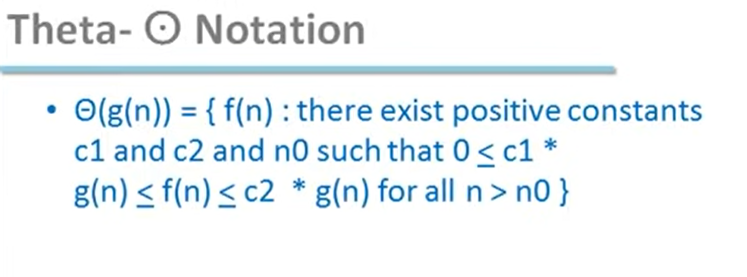 Theta- ⊙ Notation
• Θ(g(n)) = { f(n) : there exist positive constants
c1 and c2 and n0 such that 0 ≤ c1 *
g(n) ≤ f(n) ≤ c2 * g(n) for all n > n0 }